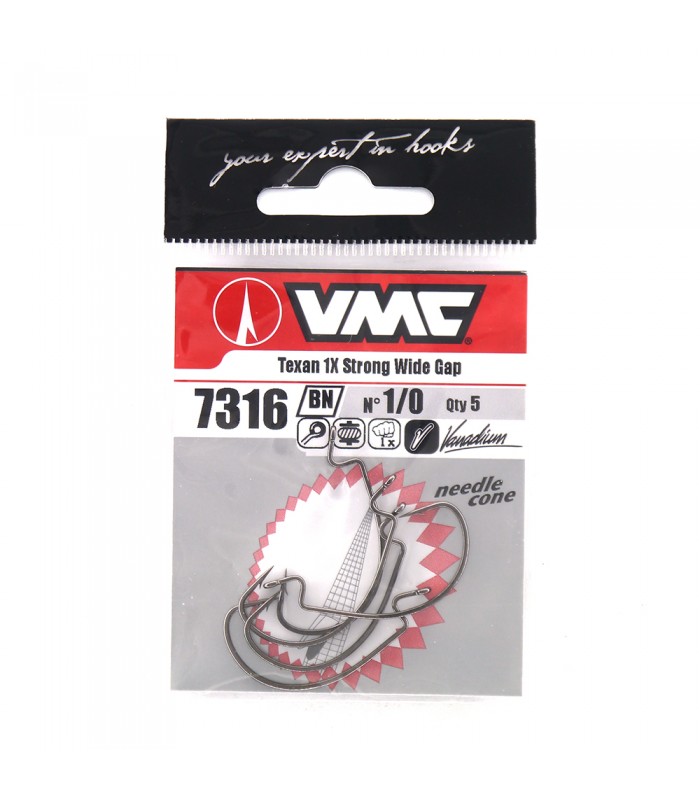 your expert in hooks
VMC ®
Texan 1X Strong Wide Gap
7316 BN N° 1/0 Qty 5
1x Vanadium
needle
cone